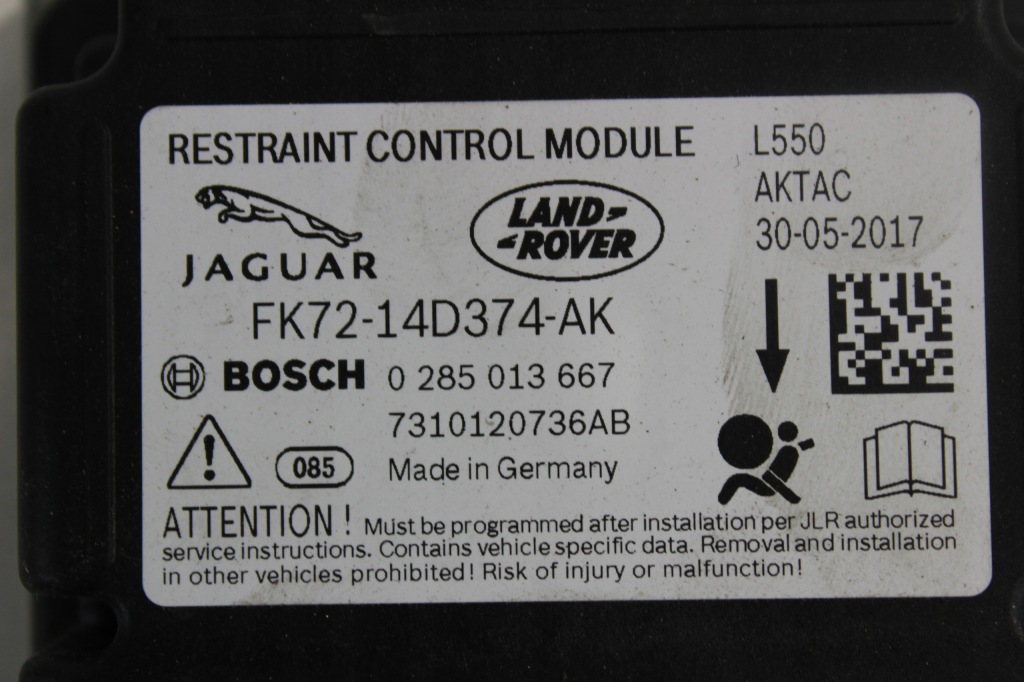 RESTRAINT CONTROL MODULE
L550
AKTAC
30-05-2017
JAGUAR
LAND-
-ROVER
FK72-14D374-AK
BOSCH 0 285 013 667
7310120736AB
085 Made in Germany
ATTENTION! Must be programmed after installation per JLR authorized
service instructions. Contains vehicle specific data. Removal and installation
in other vehicles prohibited! Risk of injury or malfunction!